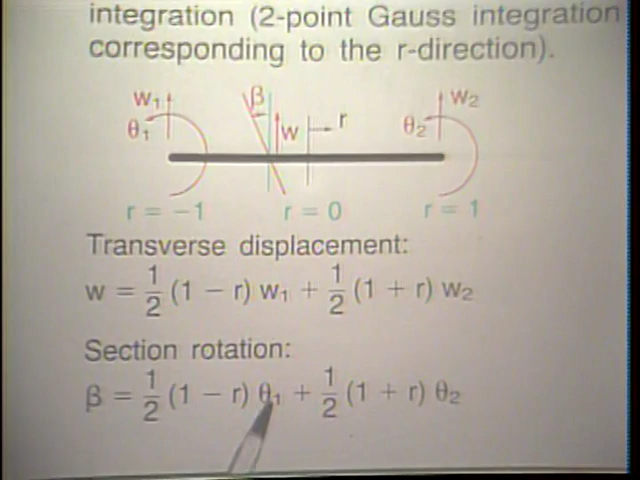 integration (2-point Gauss integration
corresponding to the r-direction).
w₁ β w₂
θ₁ w r θ₂
r = −1 r = 0 r = 1
Transverse displacement:
w = 1/2 (1 − r) w₁ + 1/2 (1 + r) w₂
Section rotation:
β = 1/2 (1 − r) θ₁ + 1/2 (1 + r) θ₂